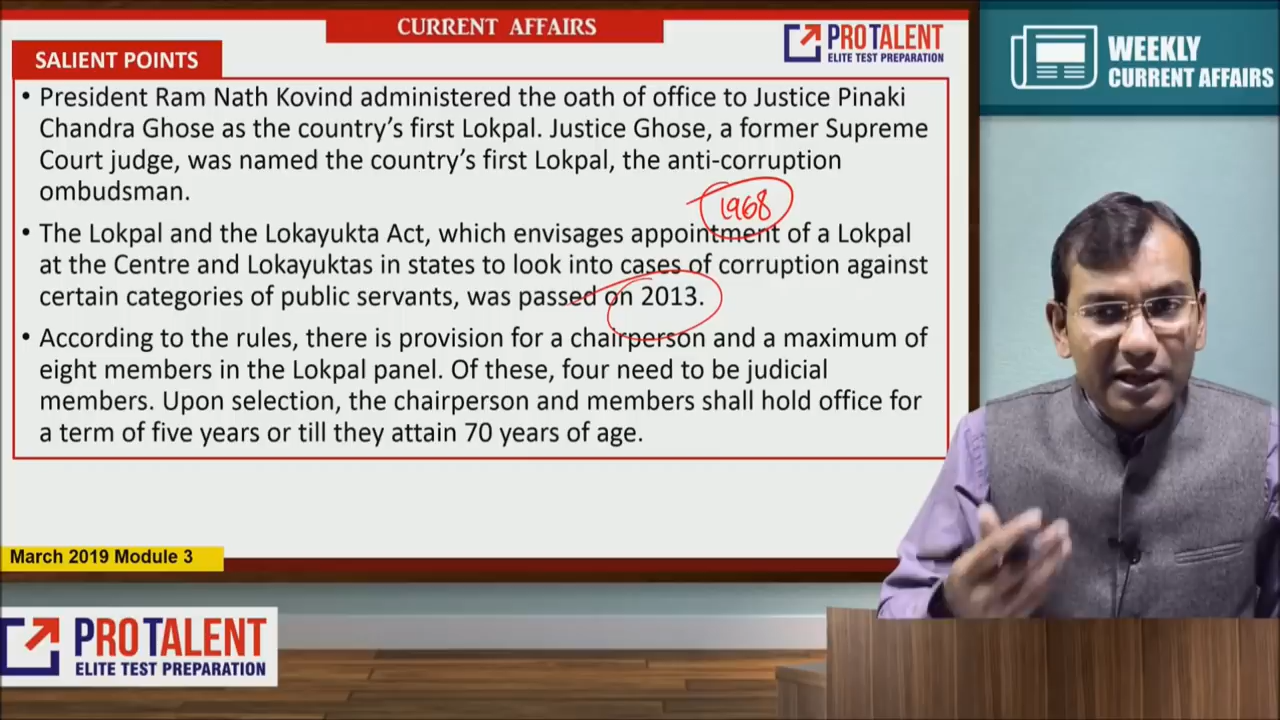 CURRENT AFFAIRS
PROTALENT
ELITE TEST PREPARATION
WEEKLY
CURRENT AFFAIRS
SALIENT POINTS
• President Ram Nath Kovind administered the oath of office to Justice Pinaki
Chandra Ghose as the country's first Lokpal. Justice Ghose, a former Supreme
Court judge, was named the country's first Lokpal, the anti-corruption
ombudsman.
1968
• The Lokpal and the Lokayukta Act, which envisages appointment of a Lokpal
at the Centre and Lokayuktas in states to look into cases of corruption against
certain categories of public servants, was passed on 2013.
• According to the rules, there is provision for a chairperson and a maximum of
eight members in the Lokpal panel. Of these, four need to be judicial
members. Upon selection, the chairperson and members shall hold office for
a term of five years or till they attain 70 years of age.
March 2019 Module 3
PROTALENT
ELITE TEST PREPARATION